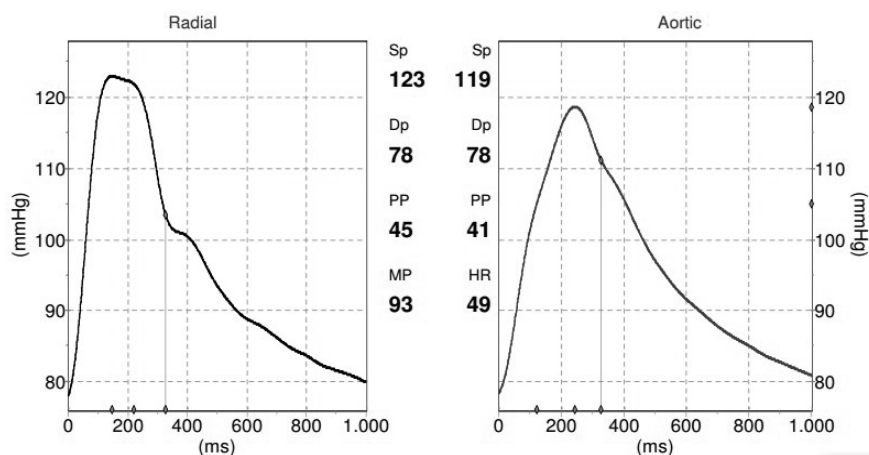 Radial
Aortic
Sp
123
Dp
78
PP
45
MP
93
Sp
119
Dp
78
PP
41
HR
49
120
110
100
90
80
(mmHg)
0 200 400 600 800 1.000
(ms)
120
110
100
90
80
(mmHg)
0 200 400 600 800 1.000
(ms)